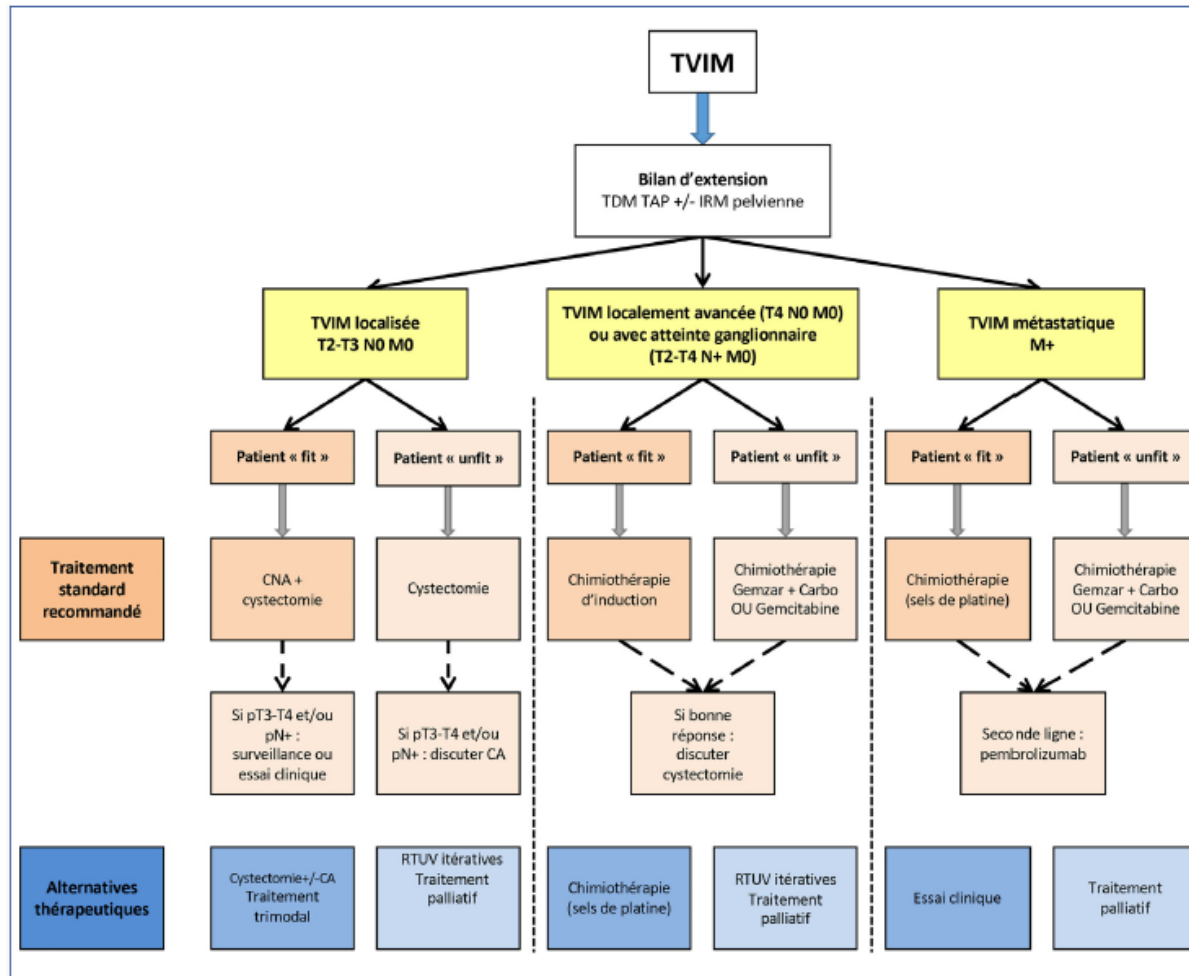 TVIM
Bilan d'extension
TDM TAP +/- IRM pelvienne
TVIM localisée
T2-T3 N0 M0
TVIM localement avancée (T4 N0 M0)
ou avec atteinte ganglionnaire
(T2-T4 N+ M0)
TVIM métastatique
M+
Patient « fit »
Patient « unfit »
Patient « fit »
Patient « unfit »
Patient « fit »
Patient « unfit »
Traitement
standard
recommandé
CNA +
cystectomie
Cystectomie
Chimiothérapie
d'induction
Chimiothérapie
Gemzar + Carbo
OU Gemcitabine
Chimiothérapie
(sels de platine)
Chimiothérapie
Gemzar + Carbo
OU Gemcitabine
Si pT3-T4 et/ou
pN+ :
surveillance ou
essai clinique
Si pT3-T4 et/ou
pN+ : discuter CA
Si bonne
réponse :
discuter
cystectomie
Seconde ligne :
pembrolizumab
Alternatives
thérapeutiques
Cystectomie+/-CA
Traitement
trimodal
RTUV itératives
Traitement
palliatif
Chimiothérapie
(sels de platine)
RTUV itératives
Traitement
palliatif
Essai clinique
Traitement
palliatif